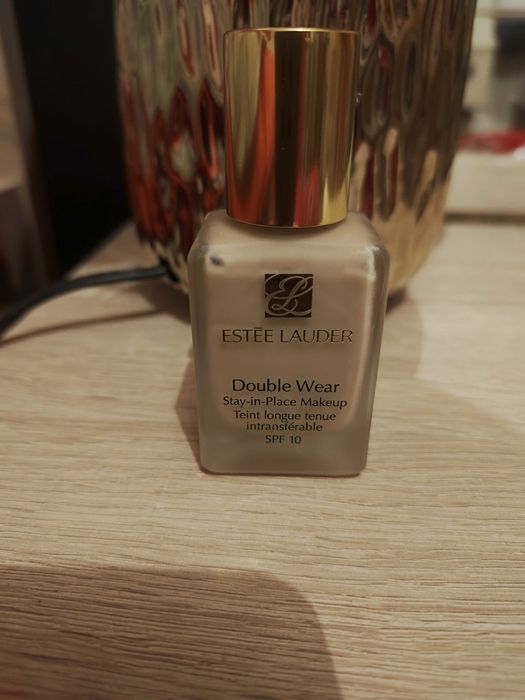 ESTĒE LAUDER
Double Wear
Stay-in-Place Makeup
Teint longue tenue
intransférable
SPF 10